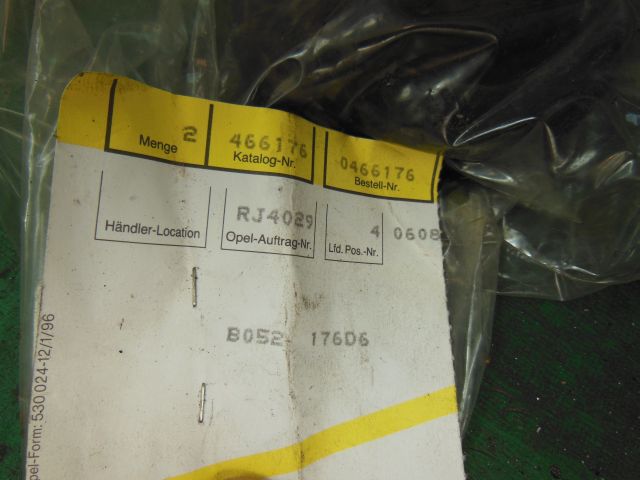 Menge 2
466176
Katalog-Nr.
0466176
Bestell-Nr.
Händler-Location
RJ4029
Opel-Auftrag-Nr.
4
Lfd. Pos.-Nr.
0608
B052 176D6
pel-Form: 530 024-12/1/96